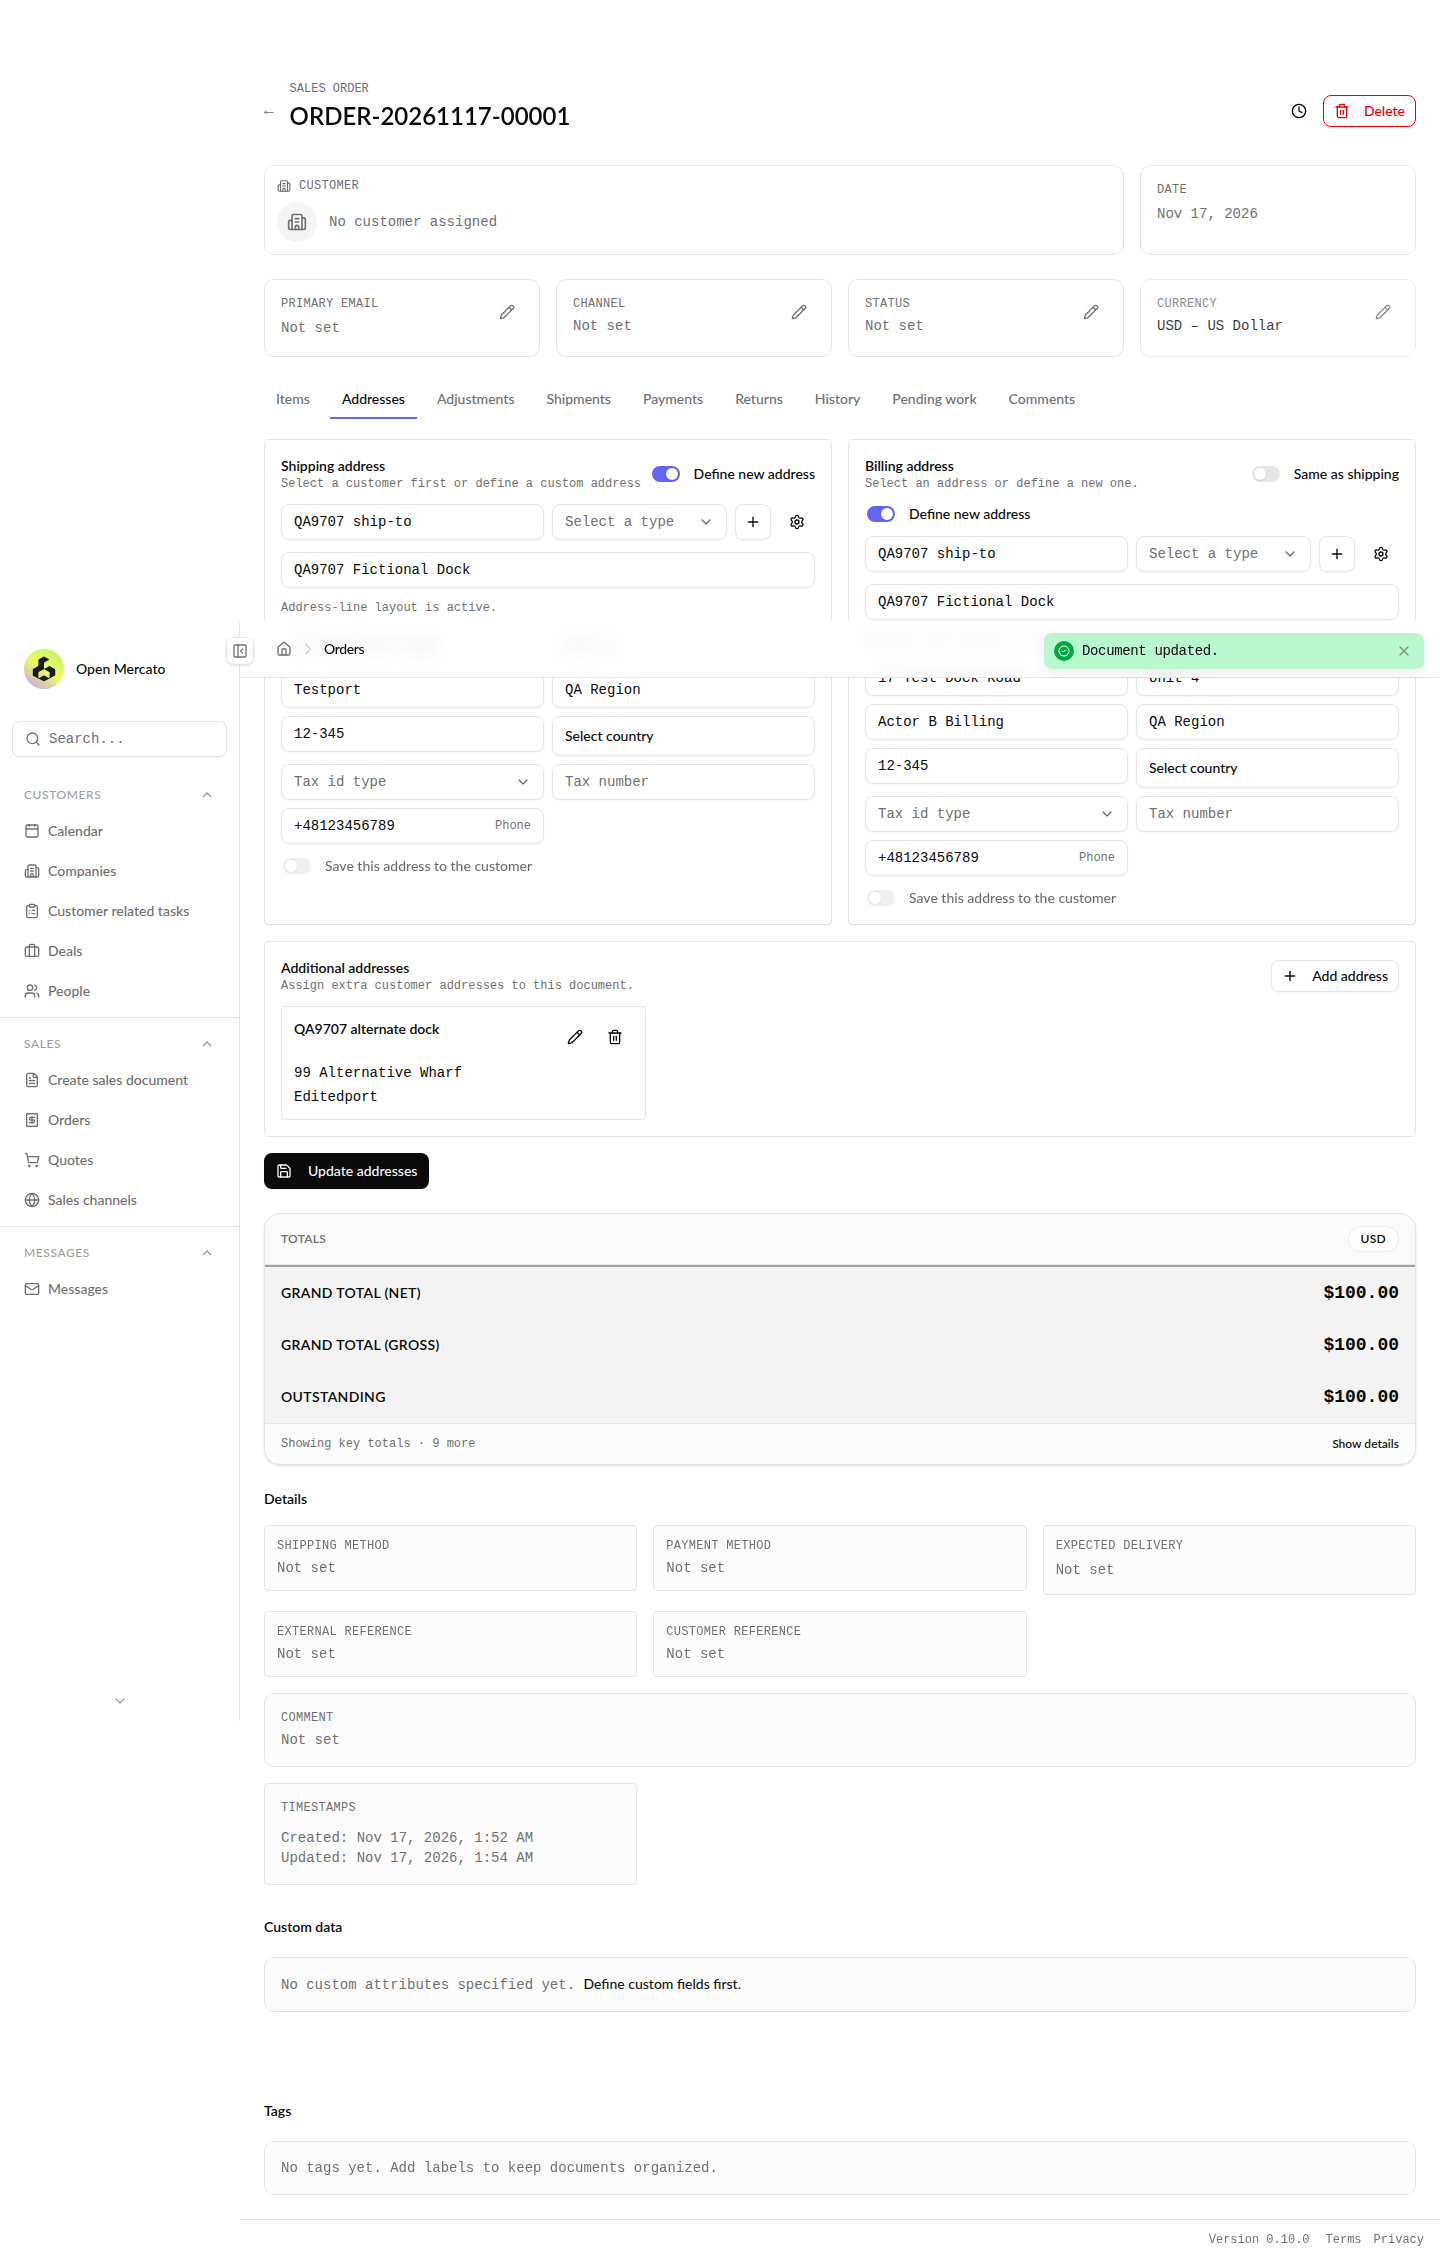 SALES ORDER
←
ORDER-20261117-00001
Delete
CUSTOMER
No customer assigned
DATE
Nov 17, 2026
PRIMARY EMAIL
Not set
CHANNEL
Not set
STATUS
Not set
CURRENCY
USD – US Dollar
Items
Addresses
Adjustments
Shipments
Payments
Returns
History
Pending work
Comments
Shipping address
Select a customer first or define a custom address
Define new address
QA9707 ship-to
Select a type
QA9707 Fictional Dock
Address-line layout is active.
Billing address
Select an address or define a new one.
Same as shipping
Define new address
QA9707 ship-to
Select a type
QA9707 Fictional Dock
Open Mercato
Orders
Document updated.
Testport
QA Region
12-345
Select country
Tax id type
Tax number
+48123456789
Phone
Save this address to the customer
17 Test Dock Road
Unit 4
Actor B Billing
QA Region
12-345
Select country
Tax id type
Tax number
+48123456789
Phone
Save this address to the customer
Search...
CUSTOMERS
Calendar
Companies
Customer related tasks
Deals
People
SALES
Create sales document
Orders
Quotes
Sales channels
MESSAGES
Messages
Additional addresses
Assign extra customer addresses to this document.
Add address
QA9707 alternate dock
99 Alternative Wharf
Editedport
Update addresses
TOTALS
USD
GRAND TOTAL (NET)
$100.00
GRAND TOTAL (GROSS)
$100.00
OUTSTANDING
$100.00
Showing key totals · 9 more
Show details
Details
SHIPPING METHOD
Not set
PAYMENT METHOD
Not set
EXPECTED DELIVERY
Not set
EXTERNAL REFERENCE
Not set
CUSTOMER REFERENCE
Not set
COMMENT
Not set
TIMESTAMPS
Created: Nov 17, 2026, 1:52 AM
Updated: Nov 17, 2026, 1:54 AM
Custom data
No custom attributes specified yet. Define custom fields first.
Tags
No tags yet. Add labels to keep documents organized.
Version 0.10.0
Terms
Privacy